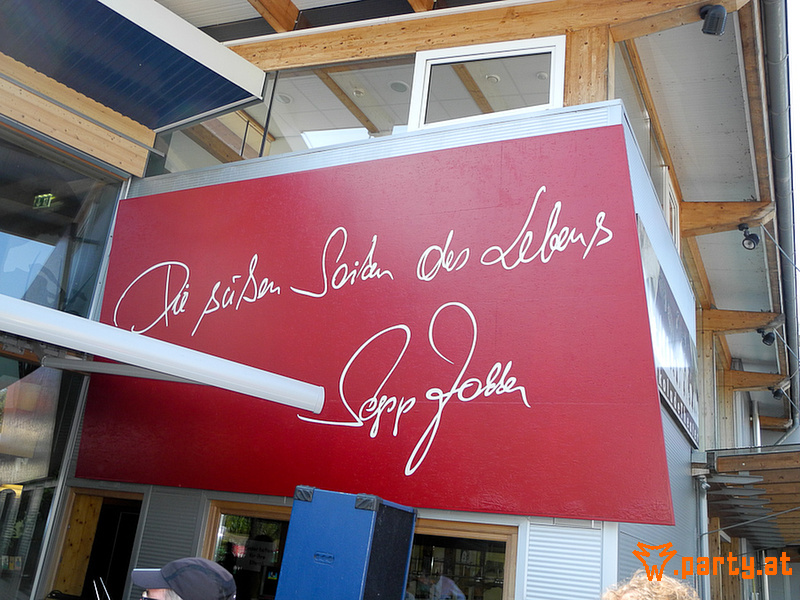 Die süßen Seiten des Lebens
Sepp Zotter
party.at